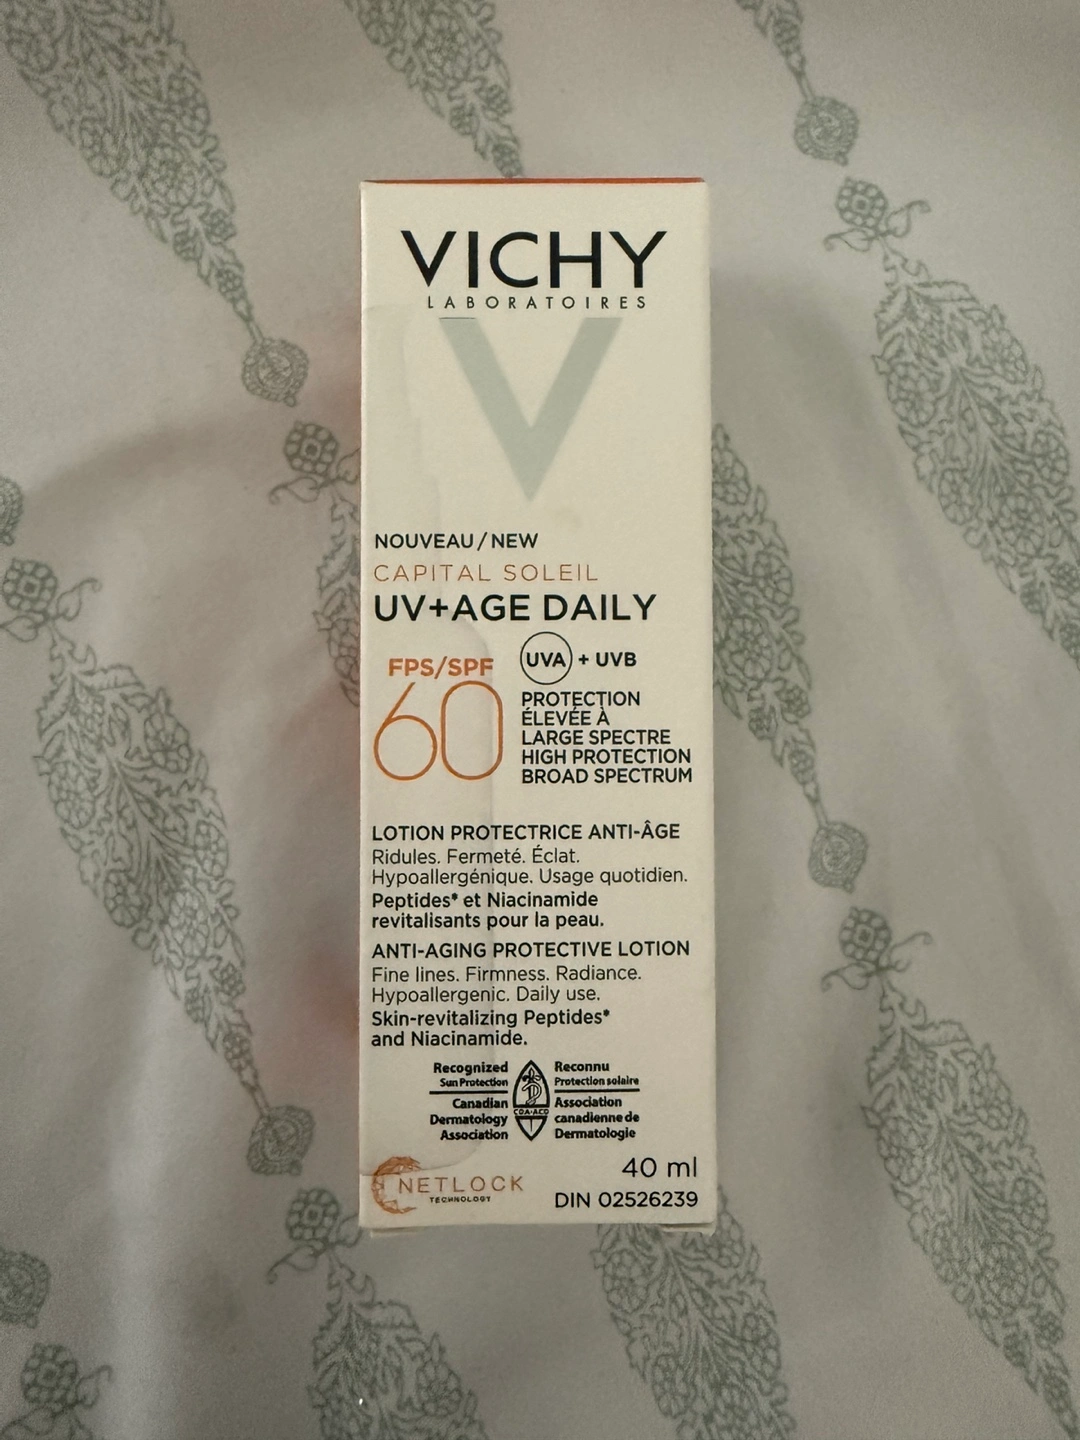 VICHY
LABORATOIRES
V
NOUVEAU/NEW
CAPITAL SOLEIL
UV+AGE DAILY
FPS/SPF
60
UVA + UVB
PROTECTION
ÉLEVÉE À
LARGE SPECTRE
HIGH PROTECTION
BROAD SPECTRUM
LOTION PROTECTRICE ANTI-ÂGE
Ridules. Fermeté. Éclat.
Hypoallergénique. Usage quotidien.
Peptides* et Niacinamide
revitalisants pour la peau.
ANTI-AGING PROTECTIVE LOTION
Fine lines. Firmness. Radiance.
Hypoallergenic. Daily use.
Skin-revitalizing Peptides*
and Niacinamide.
Recognized
Sun Protection
Canadian
Dermatology
Association
CDA·ACD
Reconnu
Protection solaire
Association
canadienne de
Dermatologie
NETLOCK
TECHNOLOGY
40 ml
DIN 02526239